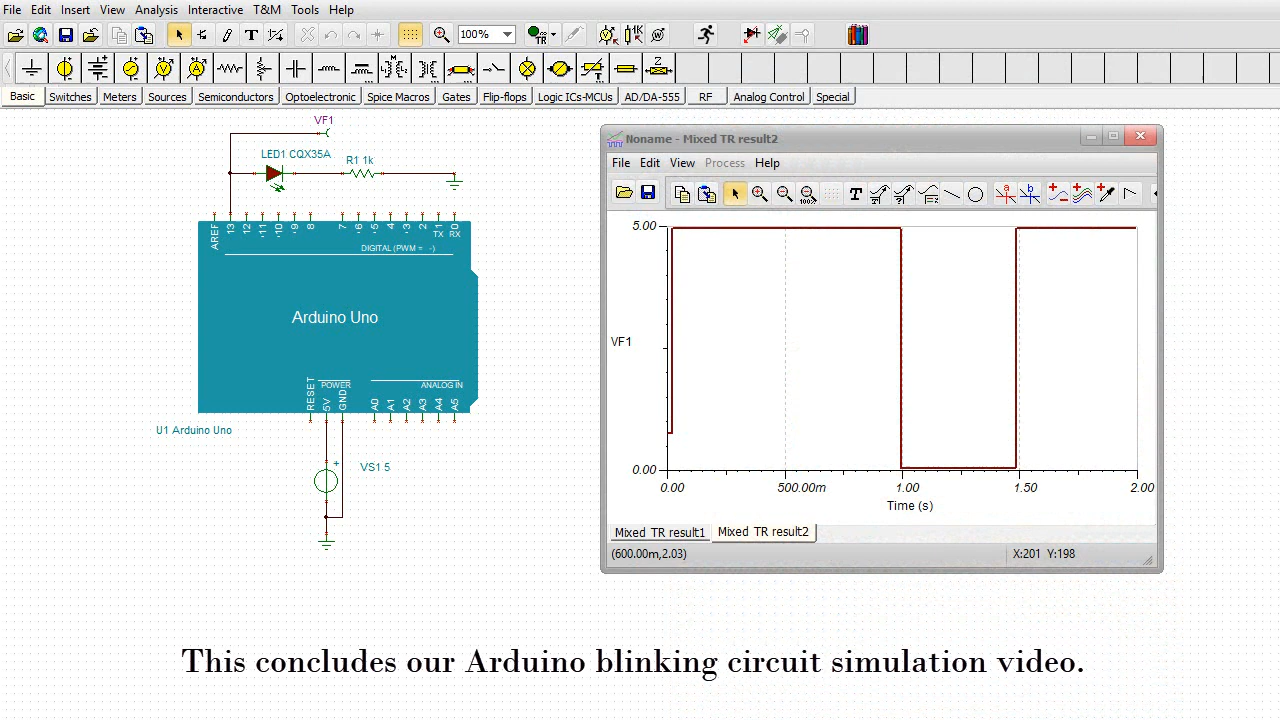 File Edit Insert View Analysis Interactive T&M Tools Help
TR 1K
100%
Z
Basic Switches Meters Sources Semiconductors Optoelectronic Spice Macros Gates Flip-flops Logic ICs-MCUs AD/DA-555 RF Analog Control Special
VF1
LED1 CQX35A
R1 1k
AREF 13 12 ~11 ~10 ~9 8 7 ~6 ~5 4 ~3 2 1 0
TX RX
DIGITAL (PWM = ~)
Arduino Uno
POWER
ANALOG IN
RESET 5V GND A0 A1 A2 A3 A4 A5
U1 Arduino Uno
+
VS1 5
Noname - Mixed TR result2
File Edit View Process Help
100% T a b
5.00
VF1
0.00
0.00 500.00m 1.00 1.50 2.00
Time (s)
Mixed TR result1 Mixed TR result2
(600.00m,2.03) X:201 Y:198
This concludes our Arduino blinking circuit simulation video.